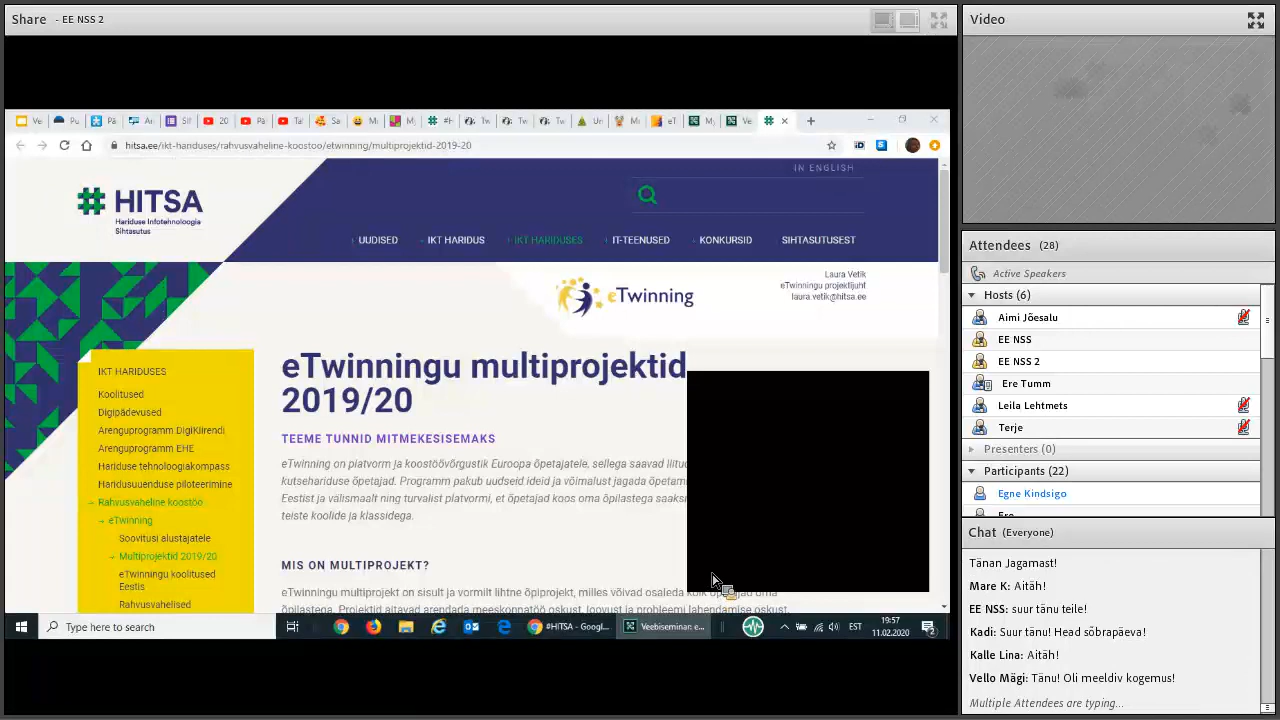 Share - EE NSS 2
hitsa.ee/ikt-hariduses/rahvusvaheline-koostoo/etwinning/multiprojektid-2019-20
IN ENGLISH
HITSA
Hariduse Infotehnoloogia
Sihtasutus
UUDISED
IKT HARIDUS
IKT HARIDUSES
IT-TEENUSED
KONKURSID
SIHTASUTUSEST
eTwinning
Laura Vetik
eTwinningu projektijuht
laura.vetik@hitsa.ee
IKT HARIDUSES
Koolitused
Digipädevused
Arenguprogramm DigiKiirendi
Arenguprogramm EHE
Hariduse tehnoloogiakompass
Haridusuuenduse piloteerimine
Rahvusvaheline koostöö
eTwinning
Soovitusi alustajatele
Multiprojektid 2019/20
eTwinningu koolitused
Eestis
Rahvusvahelised
eTwinningu multiprojektid
2019/20
TEEME TUNNID MITMEKESISEMAKS
eTwinning on platvorm ja koostöövõrgustik Euroopa õpetajatele, sellega saavad
kutsehariduse õpetajad. Programm pakub uudseid ideid ja võimalust jagada
Eestist ja välismaalt ning turvalist platvormi, et õpetajad koos oma õpilastega
teiste koolide ja klassidega.
MIS ON MULTIPROJEKT?
eTwinningu multiprojekt on sisult ja vormilt lihtne õpiprojekt, milles võivad osaleda kõik õpetajad oma
õpilastega. Projektid aitavad arendada meeskonnatöö oskust, loovust ja probleemi lahendamise oskust,
Type here to search
#HITSA - Googl...
Veebiseminar: e...
EST
19:57
11.02.2020
2
Video
Attendees (28)
Active Speakers
Hosts (6)
Aimi Jõesalu
EE NSS
EE NSS 2
Ere Tumm
Leila Lehtmets
Terje
Presenters (0)
Participants (22)
Egne Kindsigo
Ere
Chat (Everyone)
Tänan Jagamast!
Mare K: Aitäh!
EE NSS: suur tänu teile!
Kadi: Suur tänu! Head sõbrapäeva!
Kalle Lina: Aitäh!
Vello Mägi: Tänu! Oli meeldiv kogemus!
Multiple Attendees are typing...